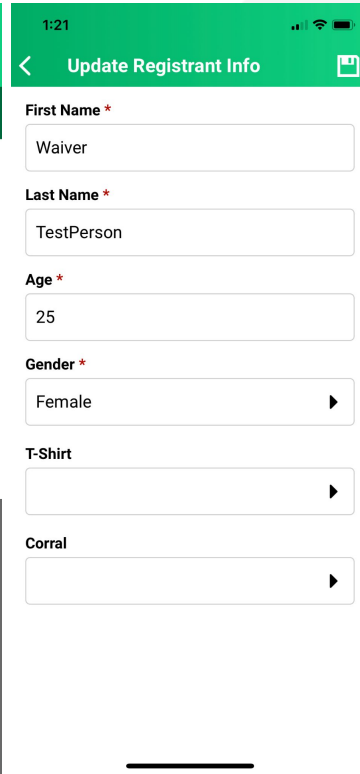 1:21
Update Registrant Info
First Name *
Waiver
Last Name *
TestPerson
Age *
25
Gender *
Female
T-Shirt
Corral